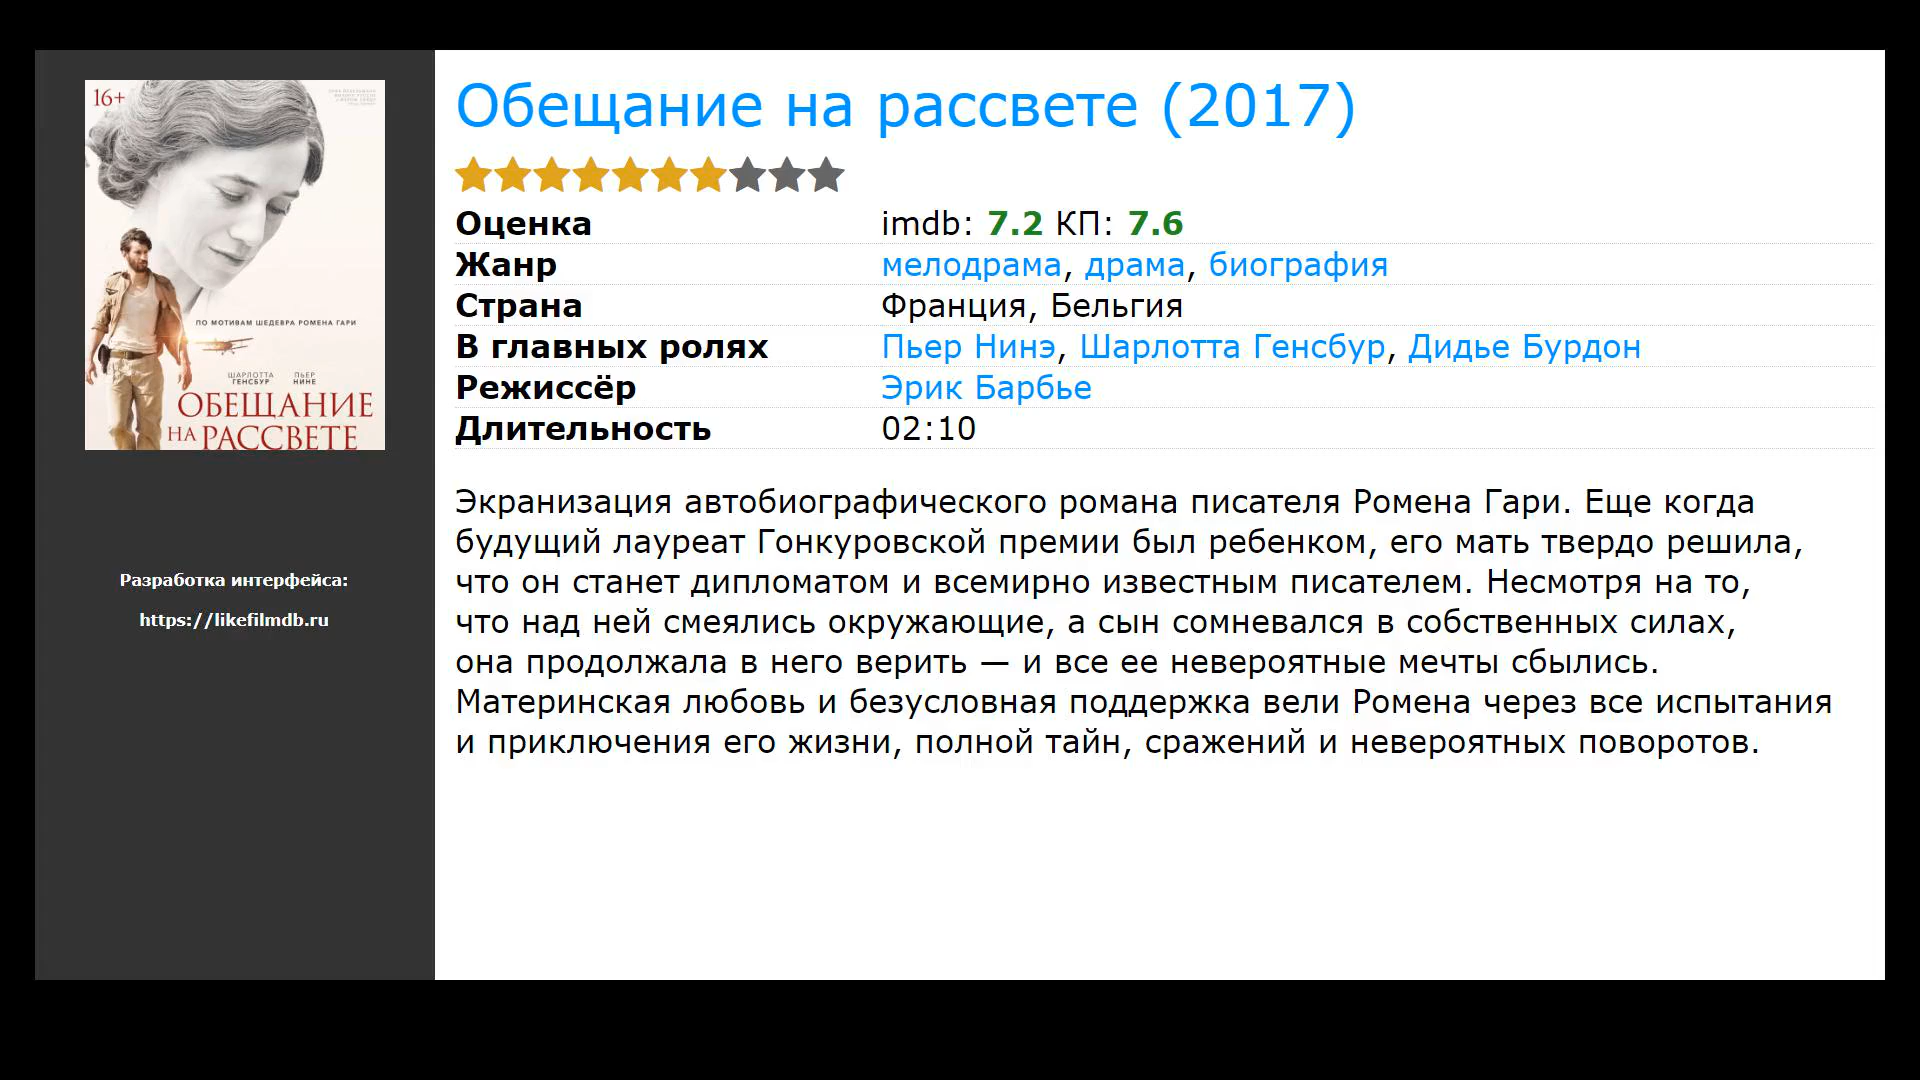 16+
ПО МОТИВАМ ШЕДЕВРА РОМЕНА ГАРИ
ШАРЛОТТА ГЕНСБУР
ПЬЕР НИНЕ
ОБЕЩАНИЕ
НА РАССВЕТЕ
Разработка интерфейса:
https://likefilmdb.ru
Обещание на рассвете (2017)
Оценка imdb: 7.2 КП: 7.6
Жанр мелодрама, драма, биография
Страна Франция, Бельгия
В главных ролях Пьер Нинэ, Шарлотта Генсбур, Дидье Бурдон
Режиссёр Эрик Барбье
Длительность 02:10
Экранизация автобиографического романа писателя Ромена Гари. Еще когда
будущий лауреат Гонкуровской премии был ребенком, его мать твердо решила,
что он станет дипломатом и всемирно известным писателем. Несмотря на то,
что над ней смеялись окружающие, а сын сомневался в собственных силах,
она продолжала в него верить — и все ее невероятные мечты сбылись.
Материнская любовь и безусловная поддержка вели Ромена через все испытания
и приключения его жизни, полной тайн, сражений и невероятных поворотов.